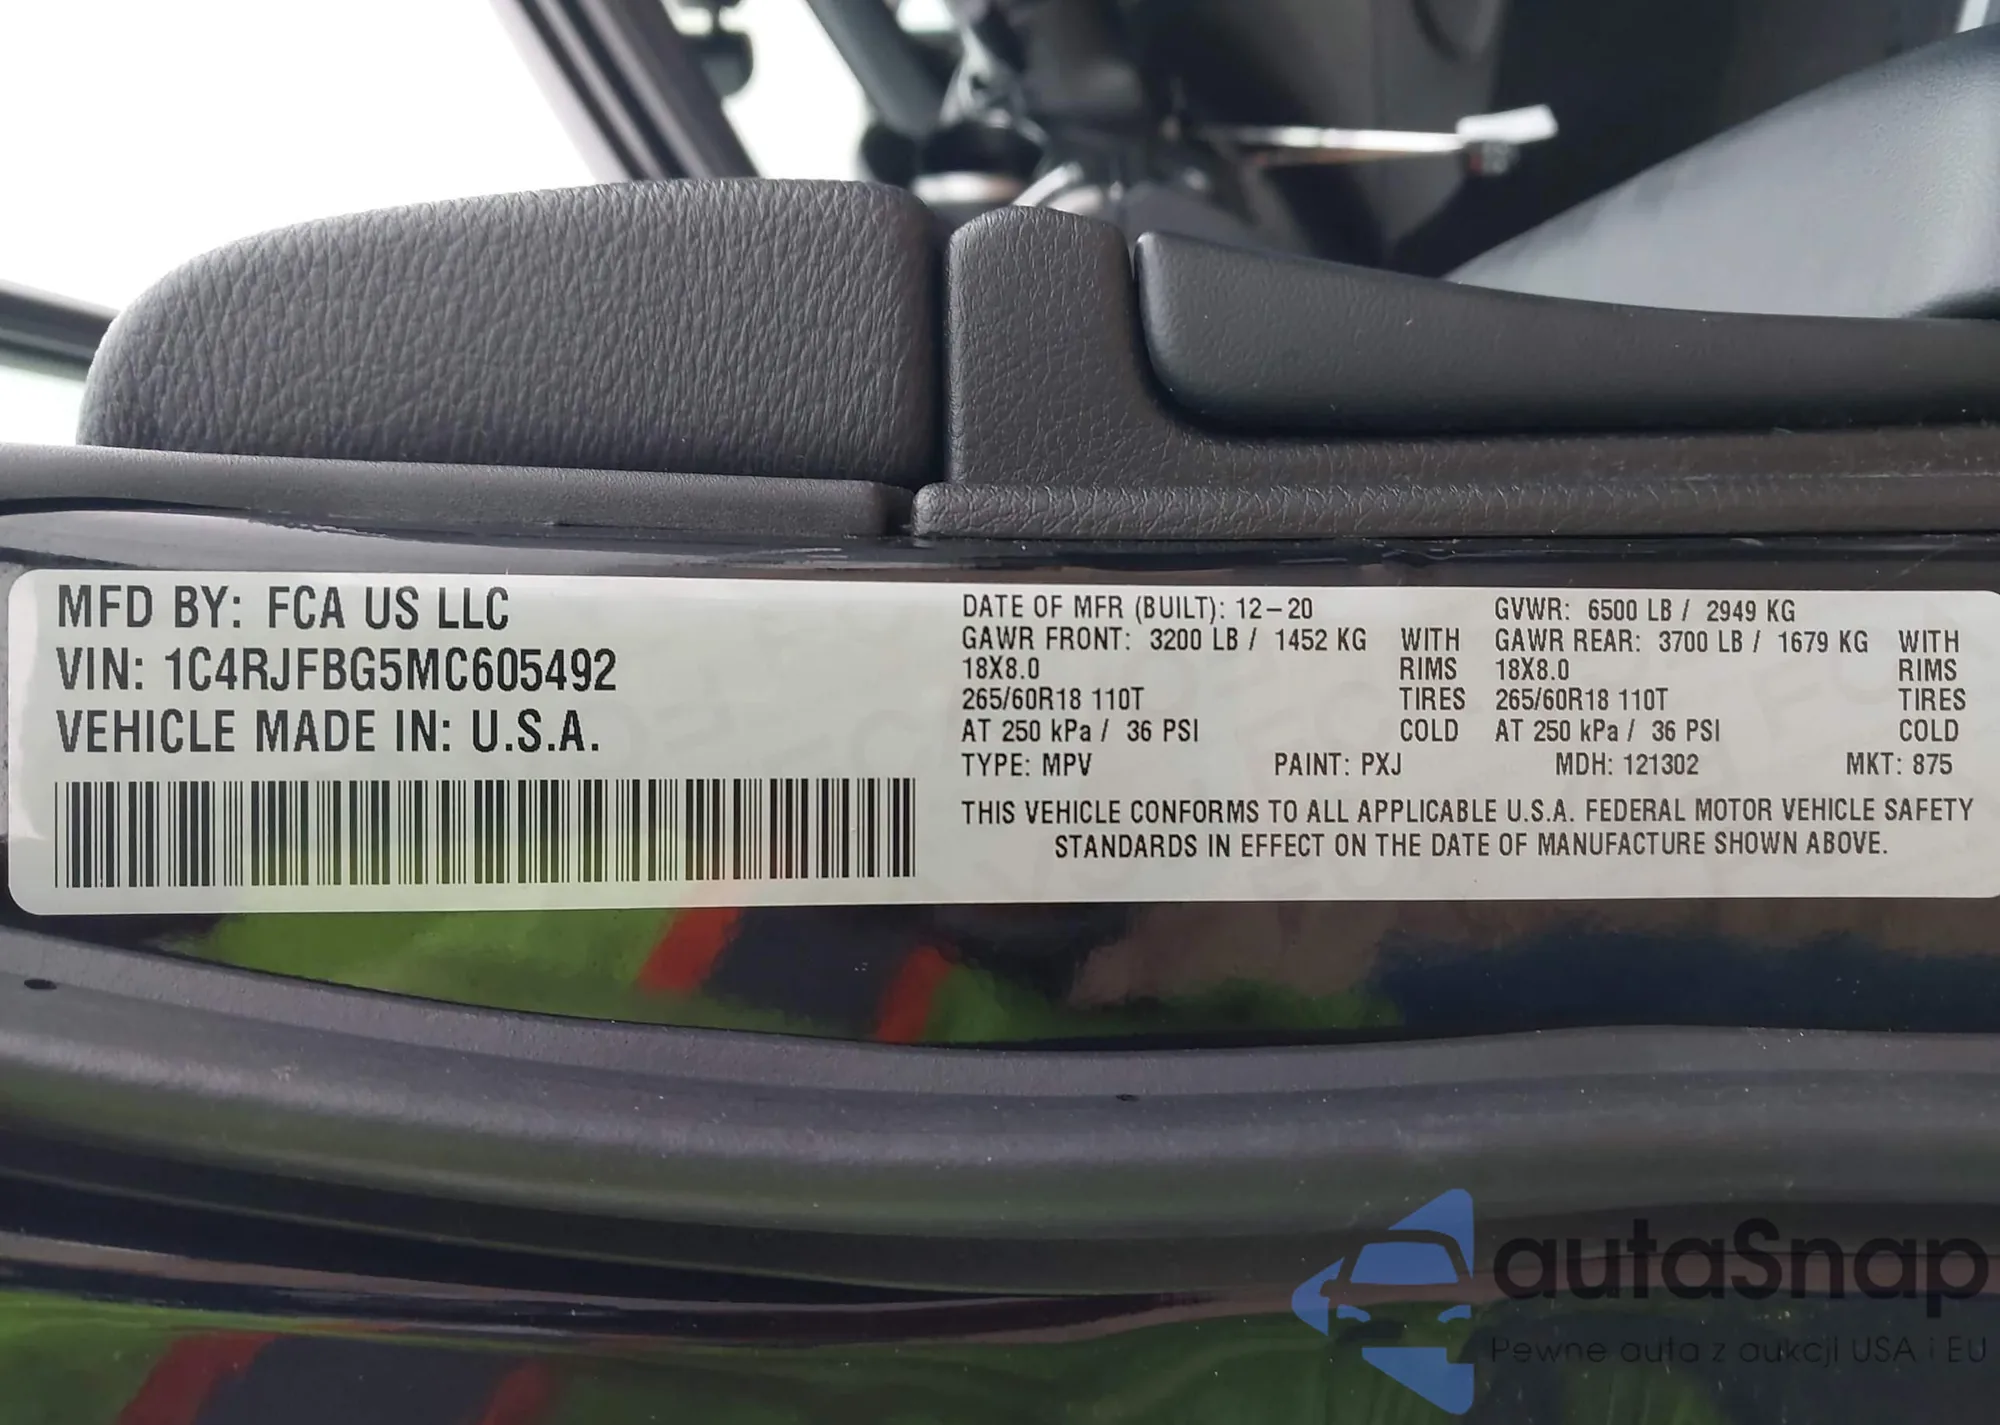 MFD BY: FCA US LLC
VIN: 1C4RJFBG5MC605492
VEHICLE MADE IN: U.S.A.
DATE OF MFR (BUILT): 12-20 GVWR: 6500 LB / 2949 KG
GAWR FRONT: 3200 LB / 1452 KG WITH GAWR REAR: 3700 LB / 1679 KG WITH
18X8.0 RIMS 18X8.0 RIMS
265/60R18 110T TIRES 265/60R18 110T TIRES
AT 250 kPa / 36 PSI COLD AT 250 kPa / 36 PSI COLD
TYPE: MPV PAINT: PXJ MDH: 121302 MKT: 875
THIS VEHICLE CONFORMS TO ALL APPLICABLE U.S.A. FEDERAL MOTOR VEHICLE SAFETY
STANDARDS IN EFFECT ON THE DATE OF MANUFACTURE SHOWN ABOVE.
autaSnap
Pewne auta z aukcji USA i EU